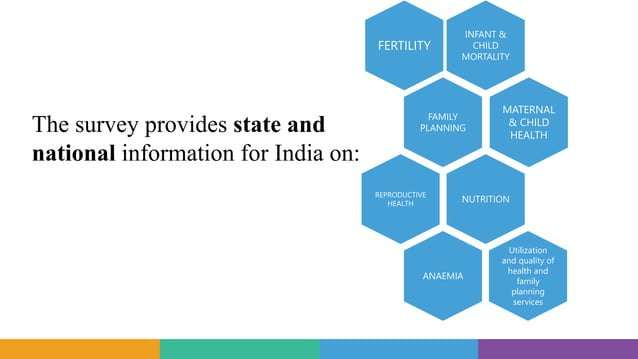 The survey provides state and
national information for India on:
FERTILITY
INFANT &
CHILD
MORTALITY
FAMILY
PLANNING
MATERNAL
& CHILD
HEALTH
REPRODUCTIVE
HEALTH
NUTRITION
ANAEMIA
Utilization
and quality of
health and
family
planning
services